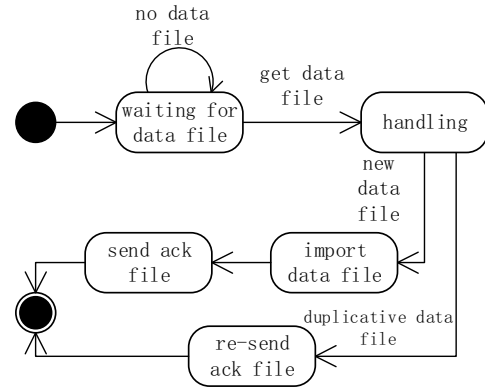 no data
file
get data
file
waiting for
data file
handling
new
data
file
send ack
file
import
data file
duplicative data
file
re-send
ack file